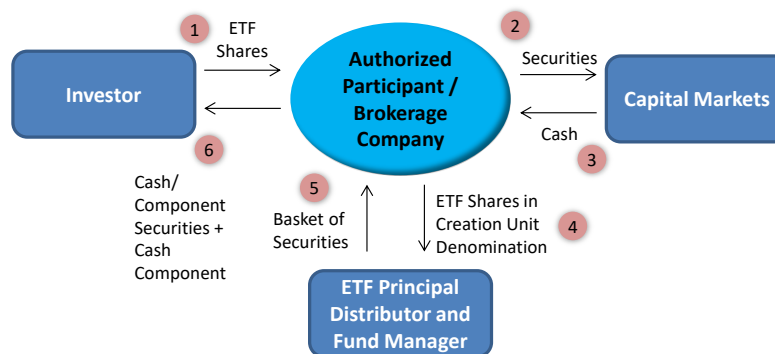 1
ETF
Shares
2
Securities
Investor
Authorized
Participant /
Brokerage
Company
Capital Markets
Cash
3
6
Cash/
Component
Securities +
Cash
Component
5
Basket of
Securities
ETF Shares in
Creation Unit
Denomination
4
ETF Principal
Distributor and
Fund Manager